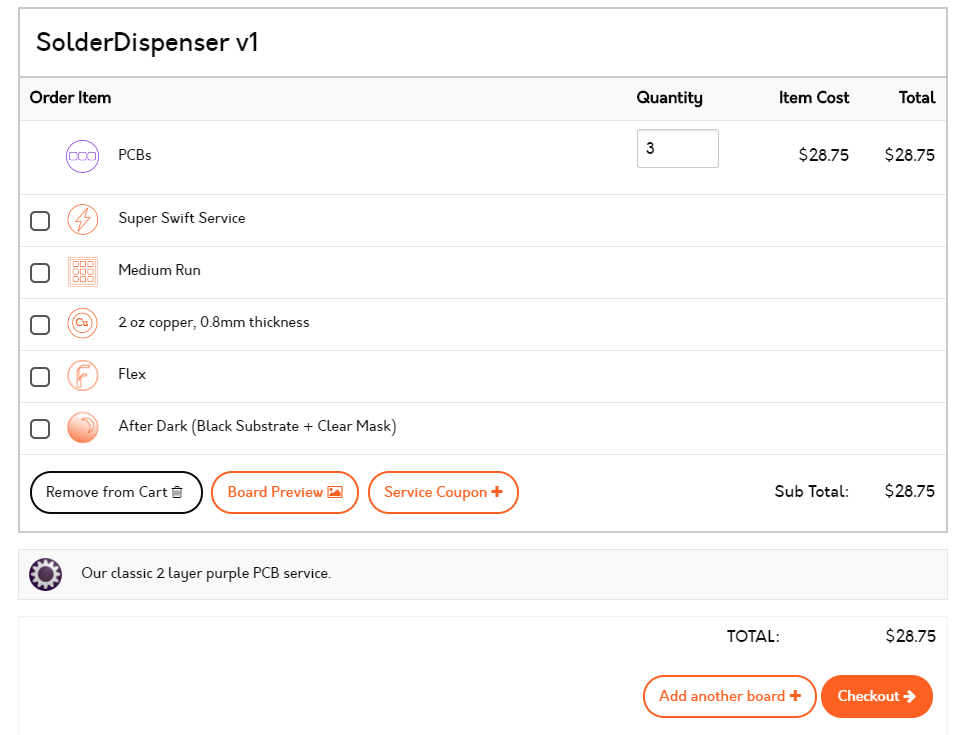 SolderDispenser v1
Order Item Quantity Item Cost Total
PCBs 3 $28.75 $28.75
Super Swift Service
Medium Run
Cu 2 oz copper, 0.8mm thickness
F Flex
After Dark (Black Substrate + Clear Mask)
Remove from Cart Board Preview Service Coupon + Sub Total: $28.75
Our classic 2 layer purple PCB service.
TOTAL: $28.75
Add another board + Checkout →